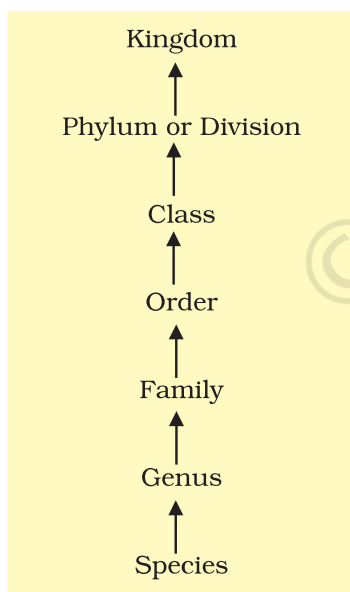 Kingdom
Phylum or Division
Class
Order
Family
Genus
Species